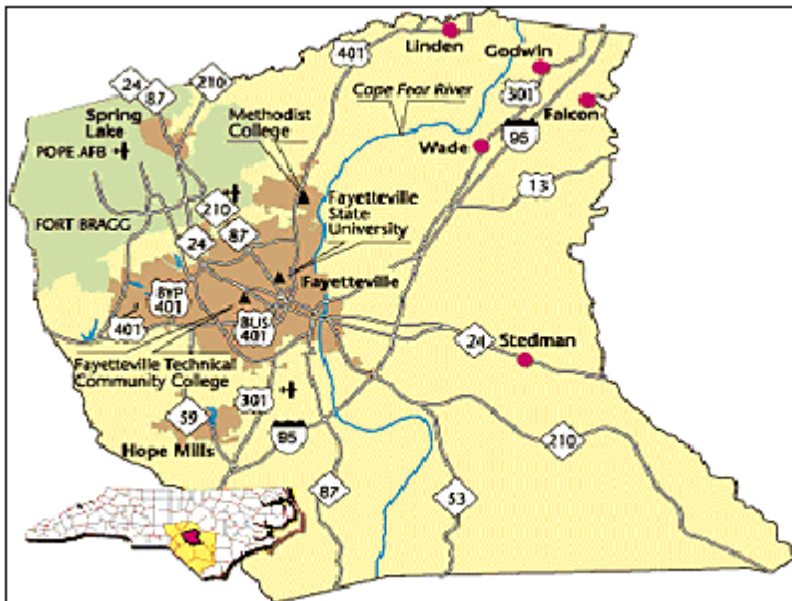 401
Linden
Godwin
24
87
210
Cape Fear River
301
Spring
Lake
Methodist
College
Falcon
95
Wade
POPE AFB
13
Fayetteville
State
University
FORT BRAGG
210
24
87
Fayetteville
BYP
401
401
BUS
401
24
Stedman
Fayetteville Technical
Community College
301
59
95
210
Hope Mills
87
53